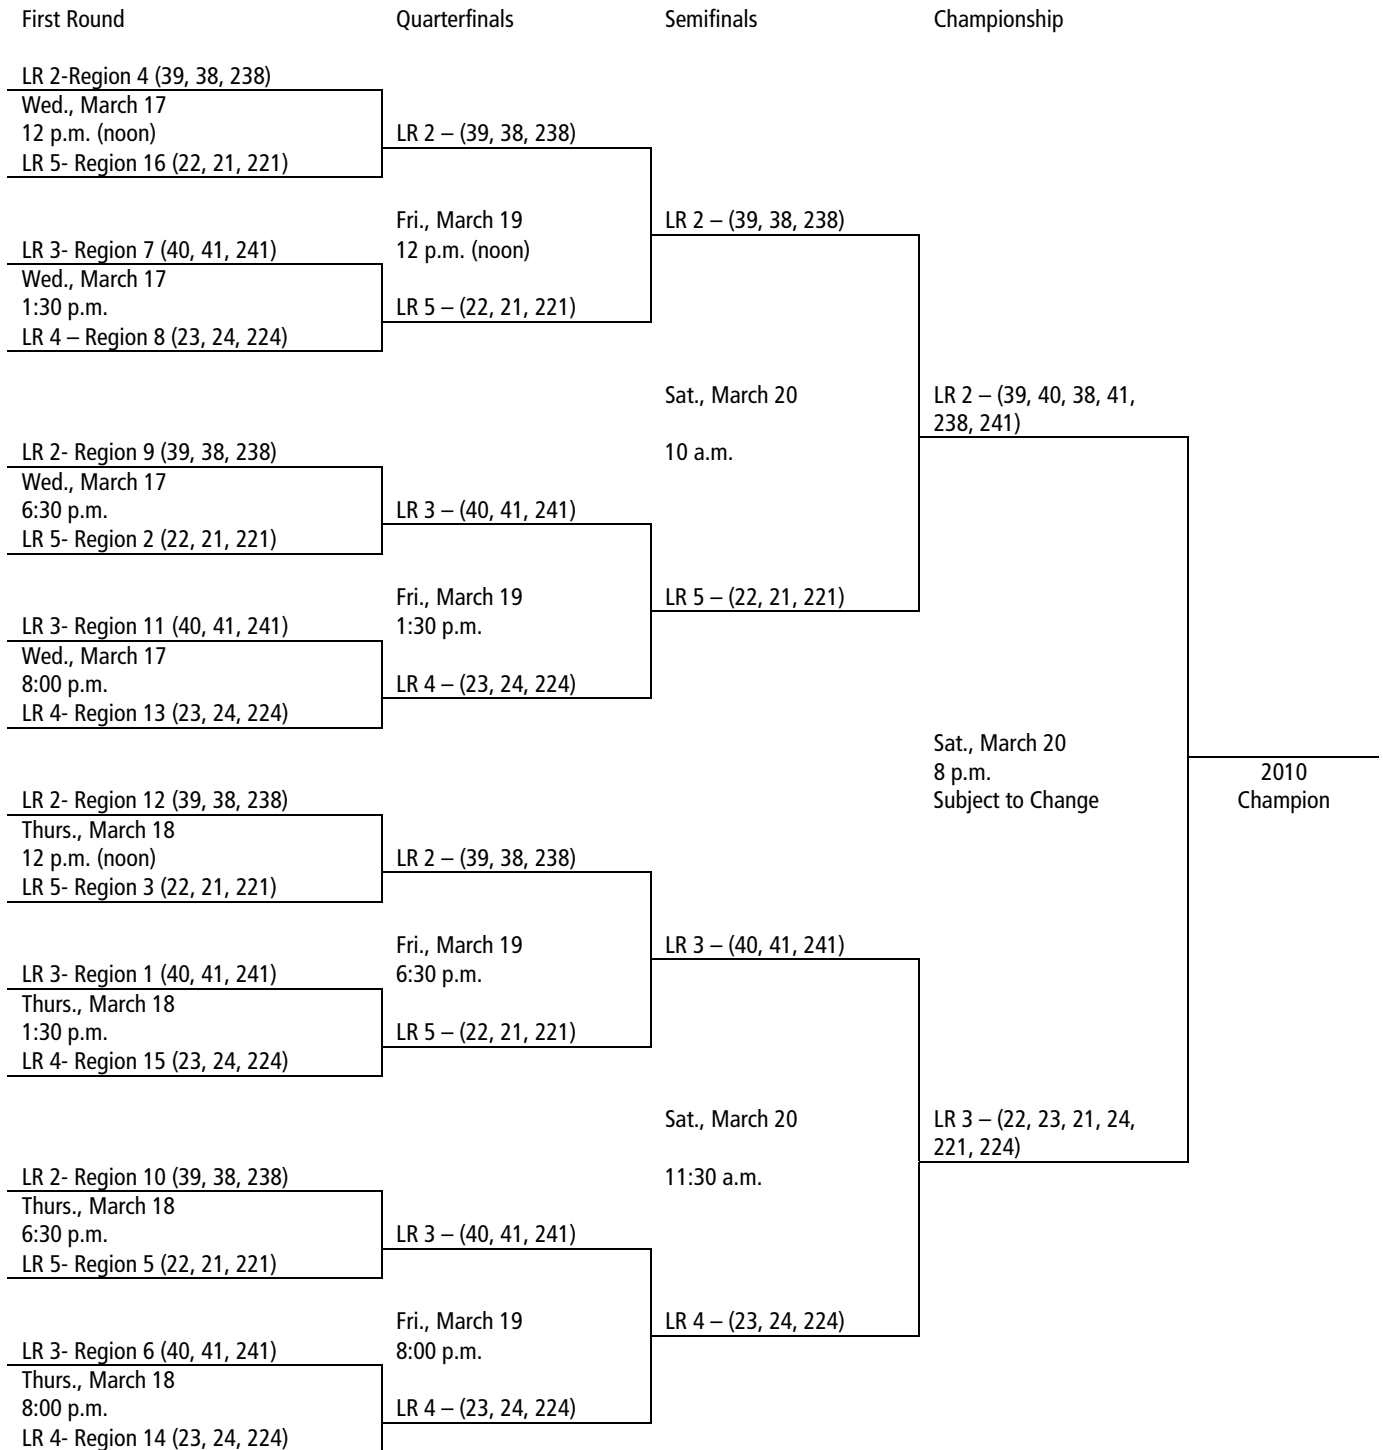 First Round
Quarterfinals
Semifinals
Championship
LR 2-Region 4 (39, 38, 238)
Wed., March 17
12 p.m. (noon)
LR 5- Region 16 (22, 21, 221)
LR 3- Region 7 (40, 41, 241)
Wed., March 17
1:30 p.m.
LR 4 – Region 8 (23, 24, 224)
LR 2- Region 9 (39, 38, 238)
Wed., March 17
6:30 p.m.
LR 5- Region 2 (22, 21, 221)
LR 3- Region 11 (40, 41, 241)
Wed., March 17
8:00 p.m.
LR 4- Region 13 (23, 24, 224)
LR 2- Region 12 (39, 38, 238)
Thurs., March 18
12 p.m. (noon)
LR 5- Region 3 (22, 21, 221)
LR 3- Region 1 (40, 41, 241)
Thurs., March 18
1:30 p.m.
LR 4- Region 15 (23, 24, 224)
LR 2- Region 10 (39, 38, 238)
Thurs., March 18
6:30 p.m.
LR 5- Region 5 (22, 21, 221)
LR 3- Region 6 (40, 41, 241)
Thurs., March 18
8:00 p.m.
LR 4- Region 14 (23, 24, 224)
LR 2 – (39, 38, 238)
Fri., March 19
12 p.m. (noon)
LR 5 – (22, 21, 221)
LR 3 – (40, 41, 241)
Fri., March 19
1:30 p.m.
LR 4 – (23, 24, 224)
LR 2 – (39, 38, 238)
Fri., March 19
6:30 p.m.
LR 5 – (22, 21, 221)
LR 3 – (40, 41, 241)
Fri., March 19
8:00 p.m.
LR 4 – (23, 24, 224)
LR 2 – (39, 38, 238)
Sat., March 20
10 a.m.
LR 5 – (22, 21, 221)
LR 3 – (40, 41, 241)
Sat., March 20
11:30 a.m.
LR 4 – (23, 24, 224)
LR 2 – (39, 40, 38, 41,
238, 241)
Sat., March 20
8 p.m.
Subject to Change
LR 3 – (22, 23, 21, 24,
221, 224)
2010
Champion